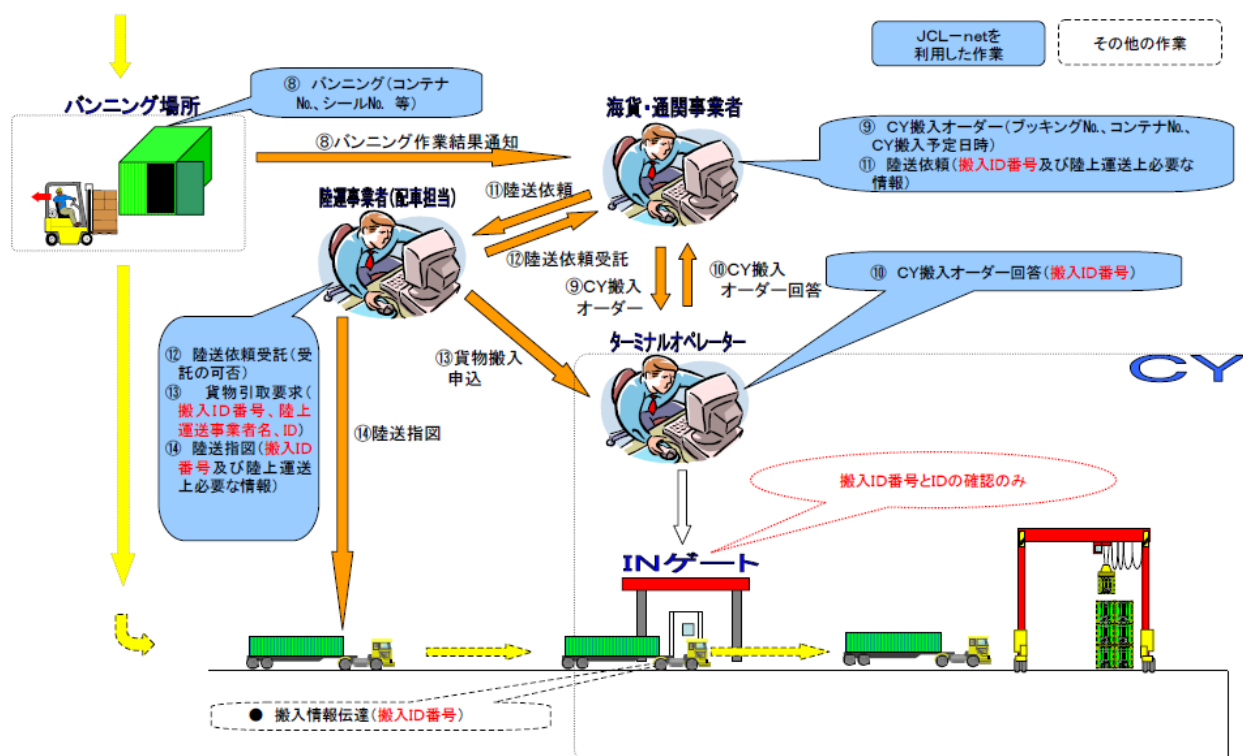 JCL－netを
利用した作業
その他の作業
⑧ バンニング(コンテナ
No、シールNo. 等)
バンニング場所
海貨・通関事業者
⑧バンニング作業結果通知
⑨ CY搬入オーダー(ブッキングNo、コンテナNo、
CY搬入予定日時)
⑪ 陸送依頼(搬入ID番号及び陸上運送上必要な
情報)
⑪陸送依頼
陸運事業者(配車担当)
⑫陸送依頼受託
⑨CY搬入
オーダー
⑩CY搬入
オーダー回答
⑩ CY搬入オーダー回答(搬入ID番号)
ターミナルオペレーター
CY
⑫ 陸送依頼受託(受
託の可否)
⑬ 貨物引取要求(
搬入ID番号、陸上
運送事業者名、ID)
⑭ 陸送指図(搬入ID
番号及び陸上運送
上必要な情報)
⑬貨物搬入
申込
⑭陸送指図
搬入ID番号とIDの確認のみ
INゲート
● 搬入情報伝達(搬入ID番号)